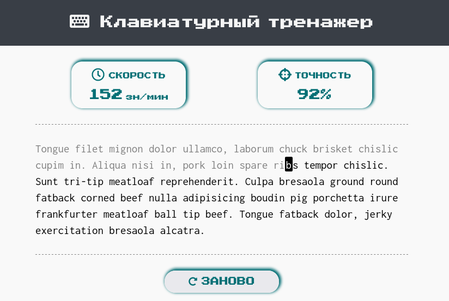 Клавиатурный тренажер
СКОРОСТЬ
152 зн/мин
ТОЧНОСТЬ
92%
Tongue filet mignon dolor ullamco, laborum chuck brisket chislic
cupim in. Aliqua nisi in, pork loin spare ribs tempor chislic.
Sunt tri-tip meatloaf reprehenderit. Culpa bresaola ground round
fatback corned beef nulla adipisicing boudin pig porchetta irure
frankfurter meatloaf ball tip beef. Tongue fatback dolor, jerky
exercitation bresaola alcatra.
ЗАНОВО